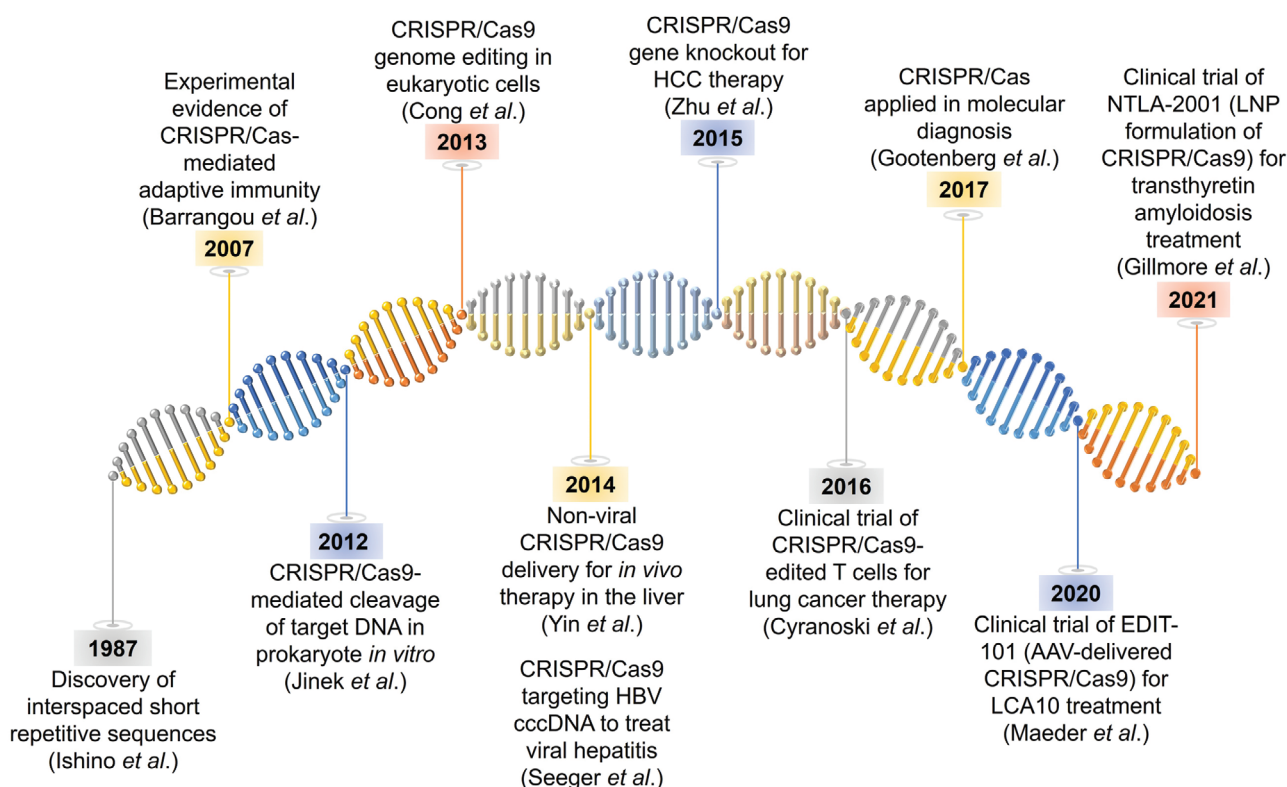 1987
Discovery of
interspaced short
repetitive sequences
(Ishino et al.)
Experimental
evidence of
CRISPR/Cas-
mediated
adaptive immunity
(Barrangou et al.)
2007
2012
CRISPR/Cas9-
mediated cleavage
of target DNA in
prokaryote in vitro
(Jinek et al.)
CRISPR/Cas9
genome editing in
eukaryotic cells
(Cong et al.)
2013
2014
Non-viral
CRISPR/Cas9
delivery for in vivo
therapy in the liver
(Yin et al.)
CRISPR/Cas9
targeting HBV
cccDNA to treat
viral hepatitis
(Seeger et al.)
CRISPR/Cas9
gene knockout for
HCC therapy
(Zhu et al.)
2015
2016
Clinical trial of
CRISPR/Cas9-
edited T cells for
lung cancer therapy
(Cyranoski et al.)
CRISPR/Cas
applied in molecular
diagnosis
(Gootenberg et al.)
2017
2020
Clinical trial of EDIT-
101 (AAV-delivered
CRISPR/Cas9) for
LCA10 treatment
(Maeder et al.)
Clinical trial of
NTLA-2001 (LNP
formulation of
CRISPR/Cas9) for
transthyretin
amyloidosis
treatment
(Gillmore et al.)
2021